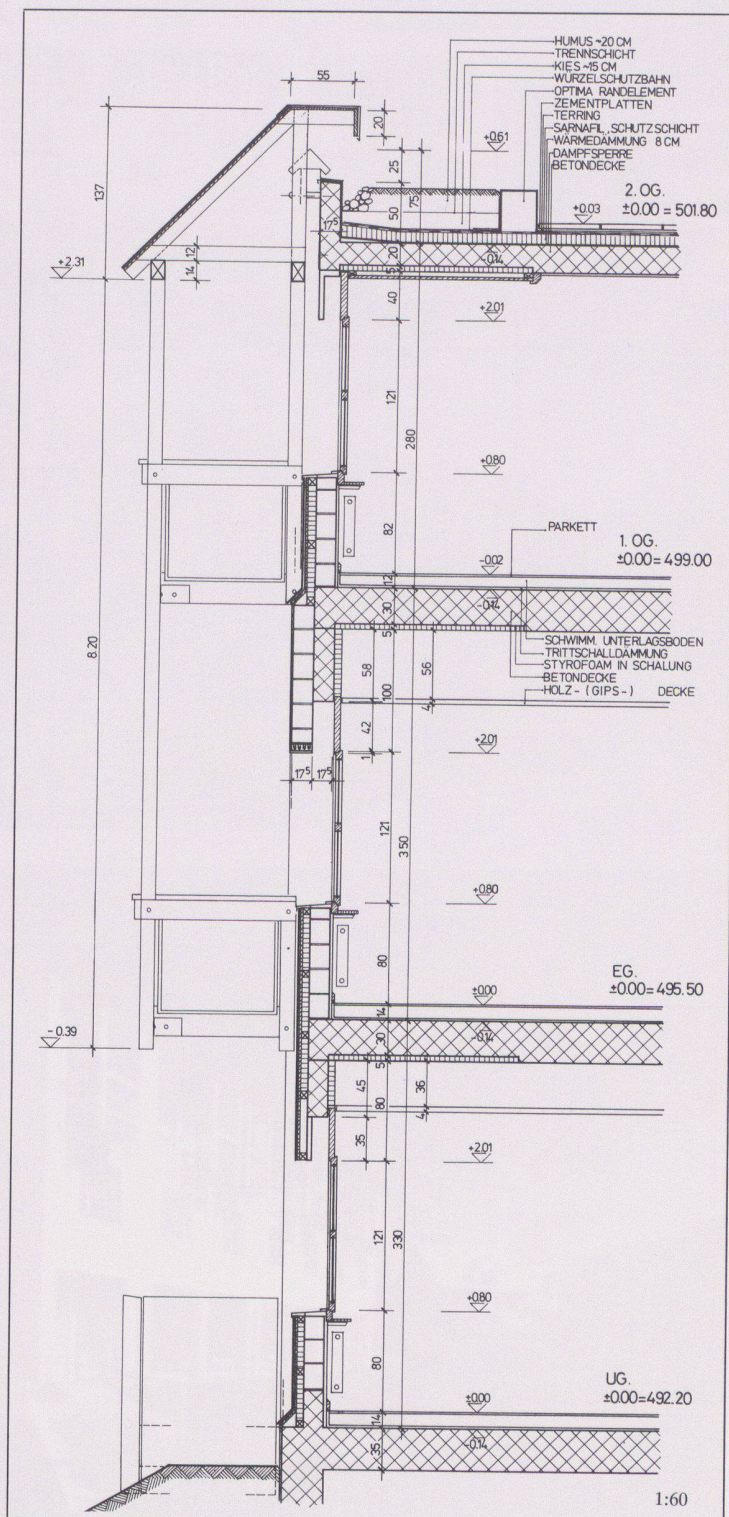 HUMUS ~20 CM
TRENNSCHICHT
KIES ~15 CM
WURZELSCHUTZBAHN
OPTIMA RANDELEMENT
ZEMENTPLATTEN
TERRING
SARNAFIL, SCHUTZSCHICHT
WÄRMEDÄMMUNG 8 CM
DAMPFSPERRE
BETONDECKE
55
20
+0.61
137
25
75
50
2. OG.
±0.00 = 501.80
+0.03
17⁵
20
-0.14
12
+2.31
14
15
40
+2.01
121
280
+0.80
82
PARKETT
1. OG.
±0.00 = 499.00
-0.02
12
30
-0.14
5
SCHWIMM. UNTERLAGSBODEN
TRITTSCHALLDÄMMUNG
STYROFOAM IN SCHALUNG
BETONDECKE
HOLZ - (GIPS -) DECKE
8.20
58
56
100
4
42
+2.01
1
17⁵ 17⁵
121
350
+0.80
80
EG.
±0.00 = 495.50
±0.00
14
-0.39
30
-0.14
5
45
36
80
4
35
+2.01
121
330
+0.80
80
UG.
±0.00 = 492.20
±0.00
14
-0.14
35
1:60